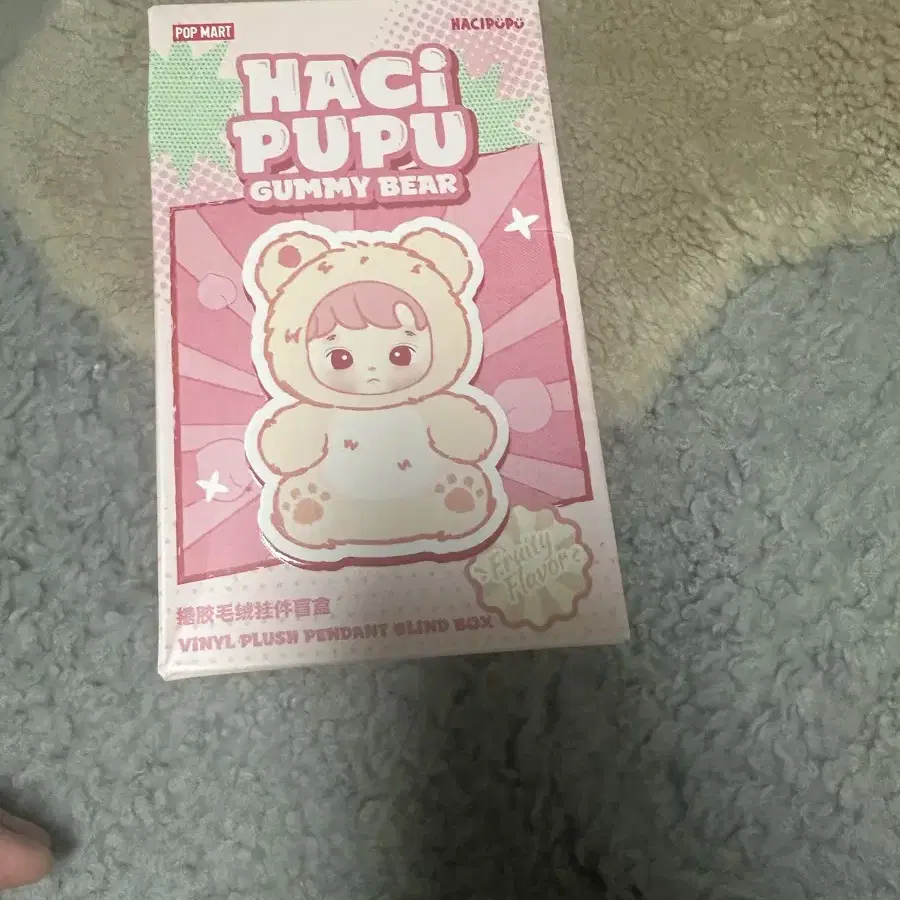 POP MART
HACIPUPU
HACi
PUPU
GUMMY BEAR
Fruity
Flavor
搪胶毛绒挂件盲盒
VINYL PLUSH PENDANT BLIND BOX